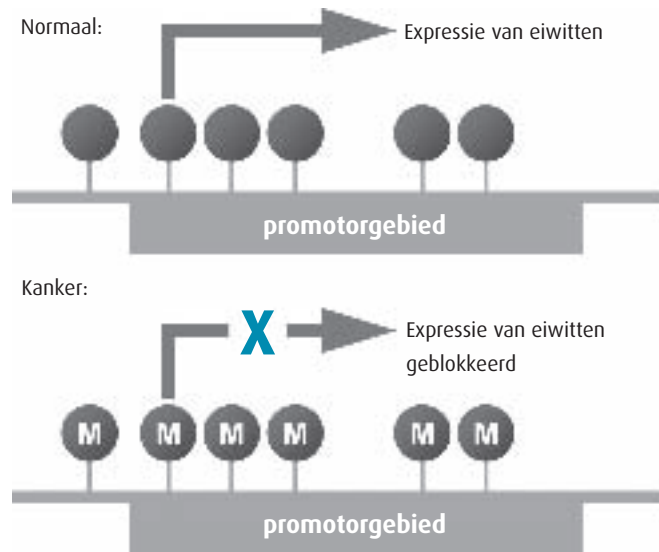 Normaal:
Expressie van eiwitten
promotorgebied
Kanker:
X
Expressie van eiwitten
geblokkeerd
M M M M M M
promotorgebied